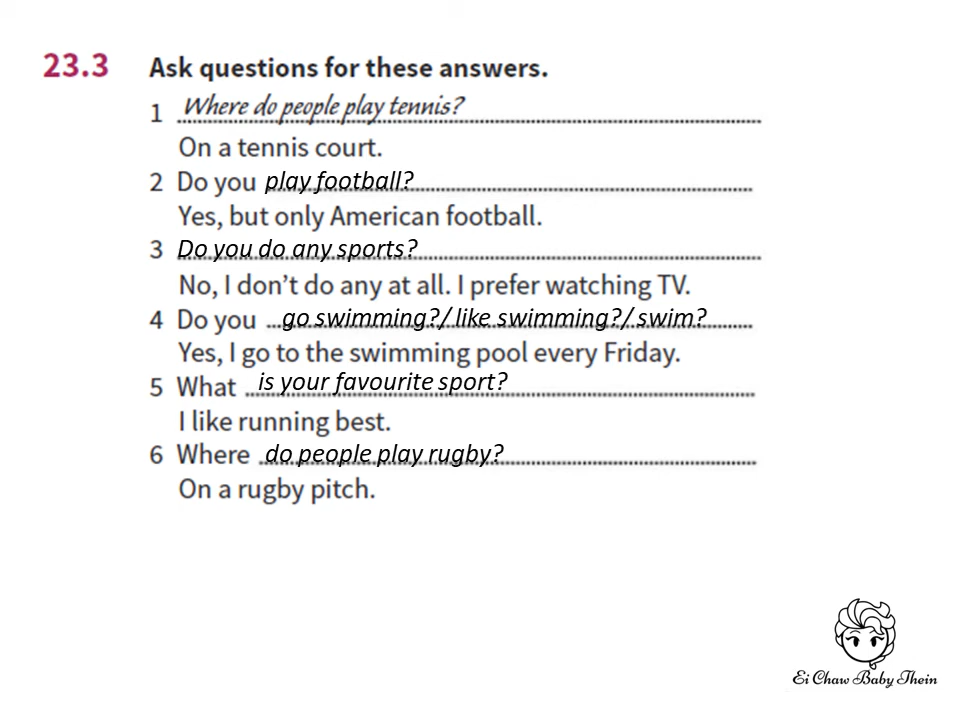 23.3 Ask questions for these answers.
1 Where do people play tennis?
On a tennis court.
2 Do you play football?
Yes, but only American football.
3 Do you do any sports?
No, I don't do any at all. I prefer watching TV.
4 Do you go swimming?/ like swimming?/ swim?
Yes, I go to the swimming pool every Friday.
5 What is your favourite sport?
I like running best.
6 Where do people play rugby?
On a rugby pitch.
Ei Chaw Baby Thein